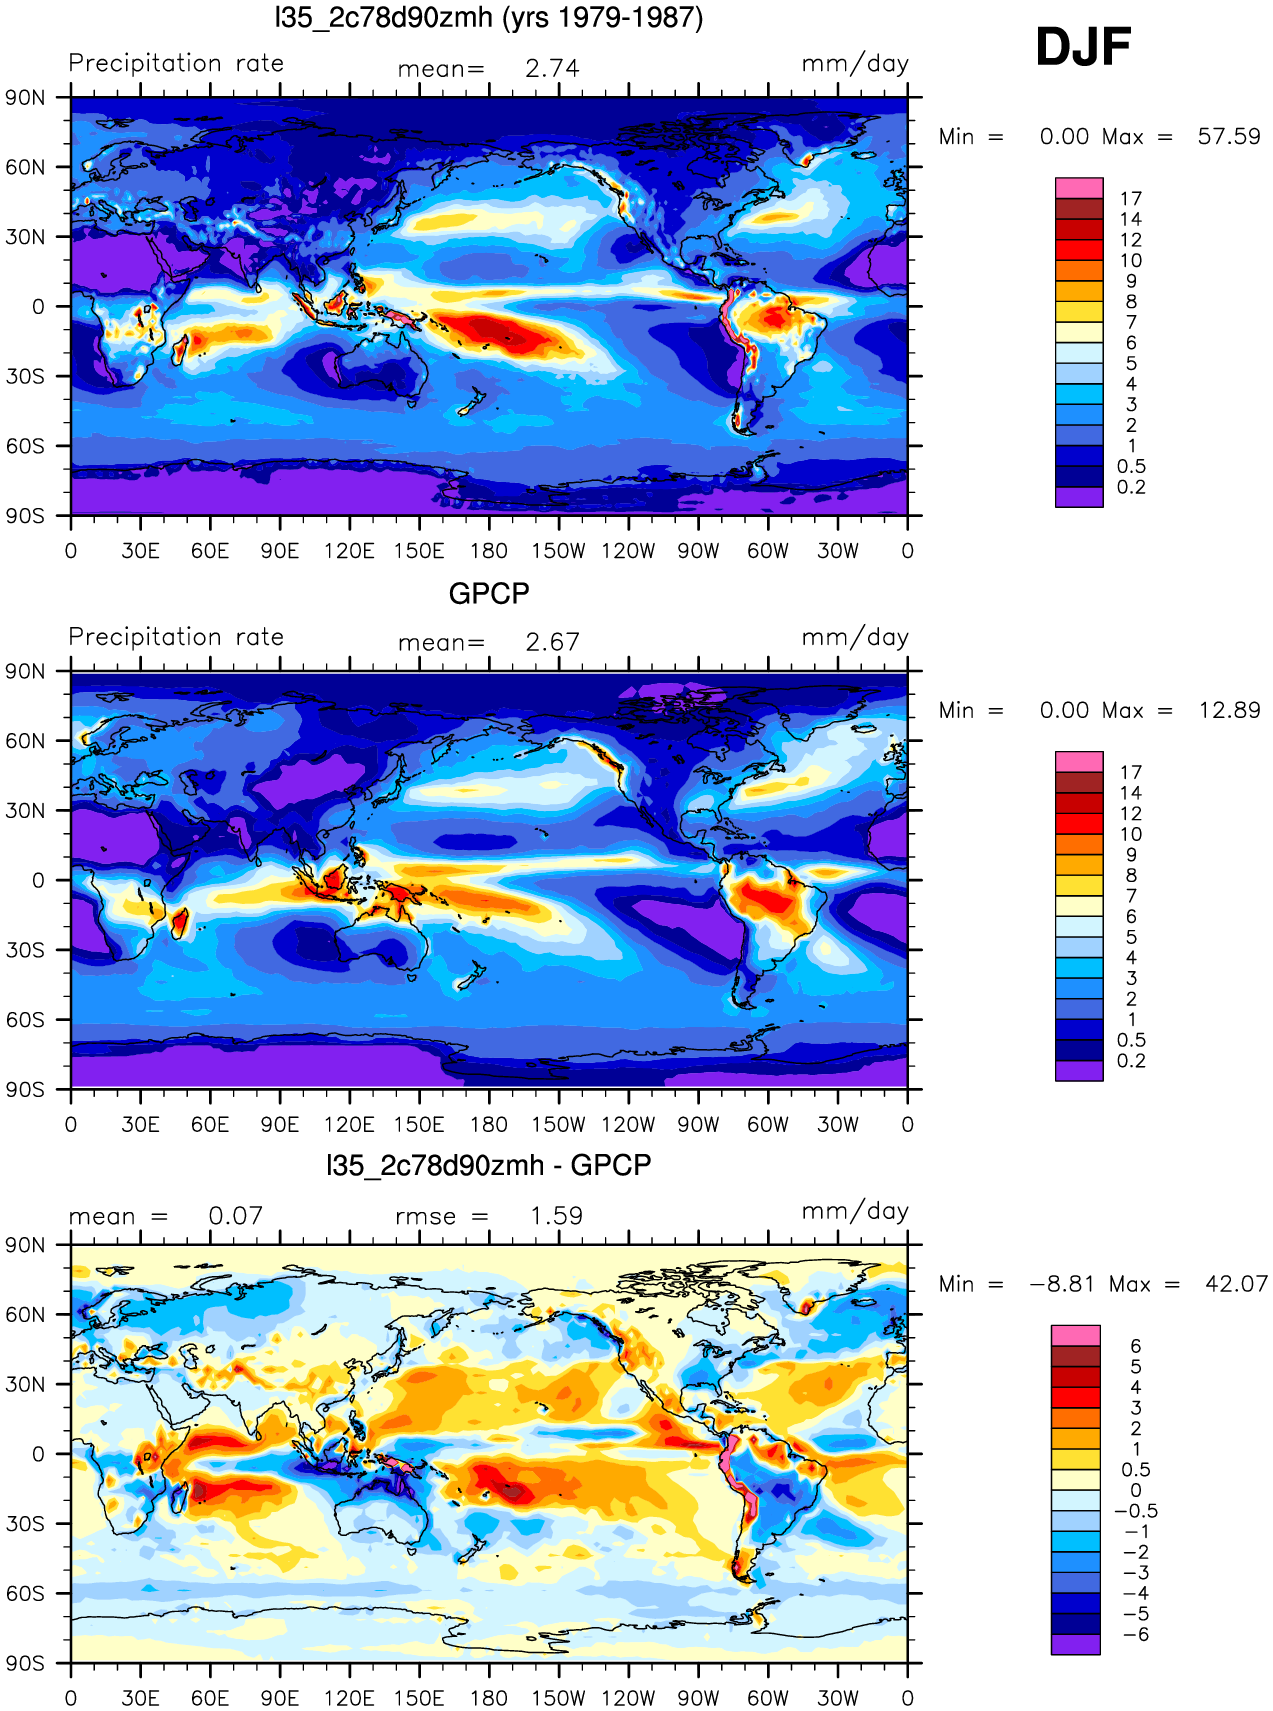 l35_2c78d90zmh (yrs 1979-1987)
DJF
Precipitation rate mean= 2.74 mm/day
Min = 0.00 Max = 57.59
90N
60N
30N
0
30S
60S
90S
0 30E 60E 90E 120E 150E 180 150W 120W 90W 60W 30W 0
17
14
12
10
9
8
7
6
5
4
3
2
1
0.5
0.2
GPCP
Precipitation rate mean= 2.67 mm/day
Min = 0.00 Max = 12.89
90N
60N
30N
0
30S
60S
90S
0 30E 60E 90E 120E 150E 180 150W 120W 90W 60W 30W 0
17
14
12
10
9
8
7
6
5
4
3
2
1
0.5
0.2
l35_2c78d90zmh - GPCP
mean = 0.07 rmse = 1.59 mm/day
Min = −8.81 Max = 42.07
90N
60N
30N
0
30S
60S
90S
0 30E 60E 90E 120E 150E 180 150W 120W 90W 60W 30W 0
6
5
4
3
2
1
0.5
0
−0.5
−1
−2
−3
−4
−5
−6